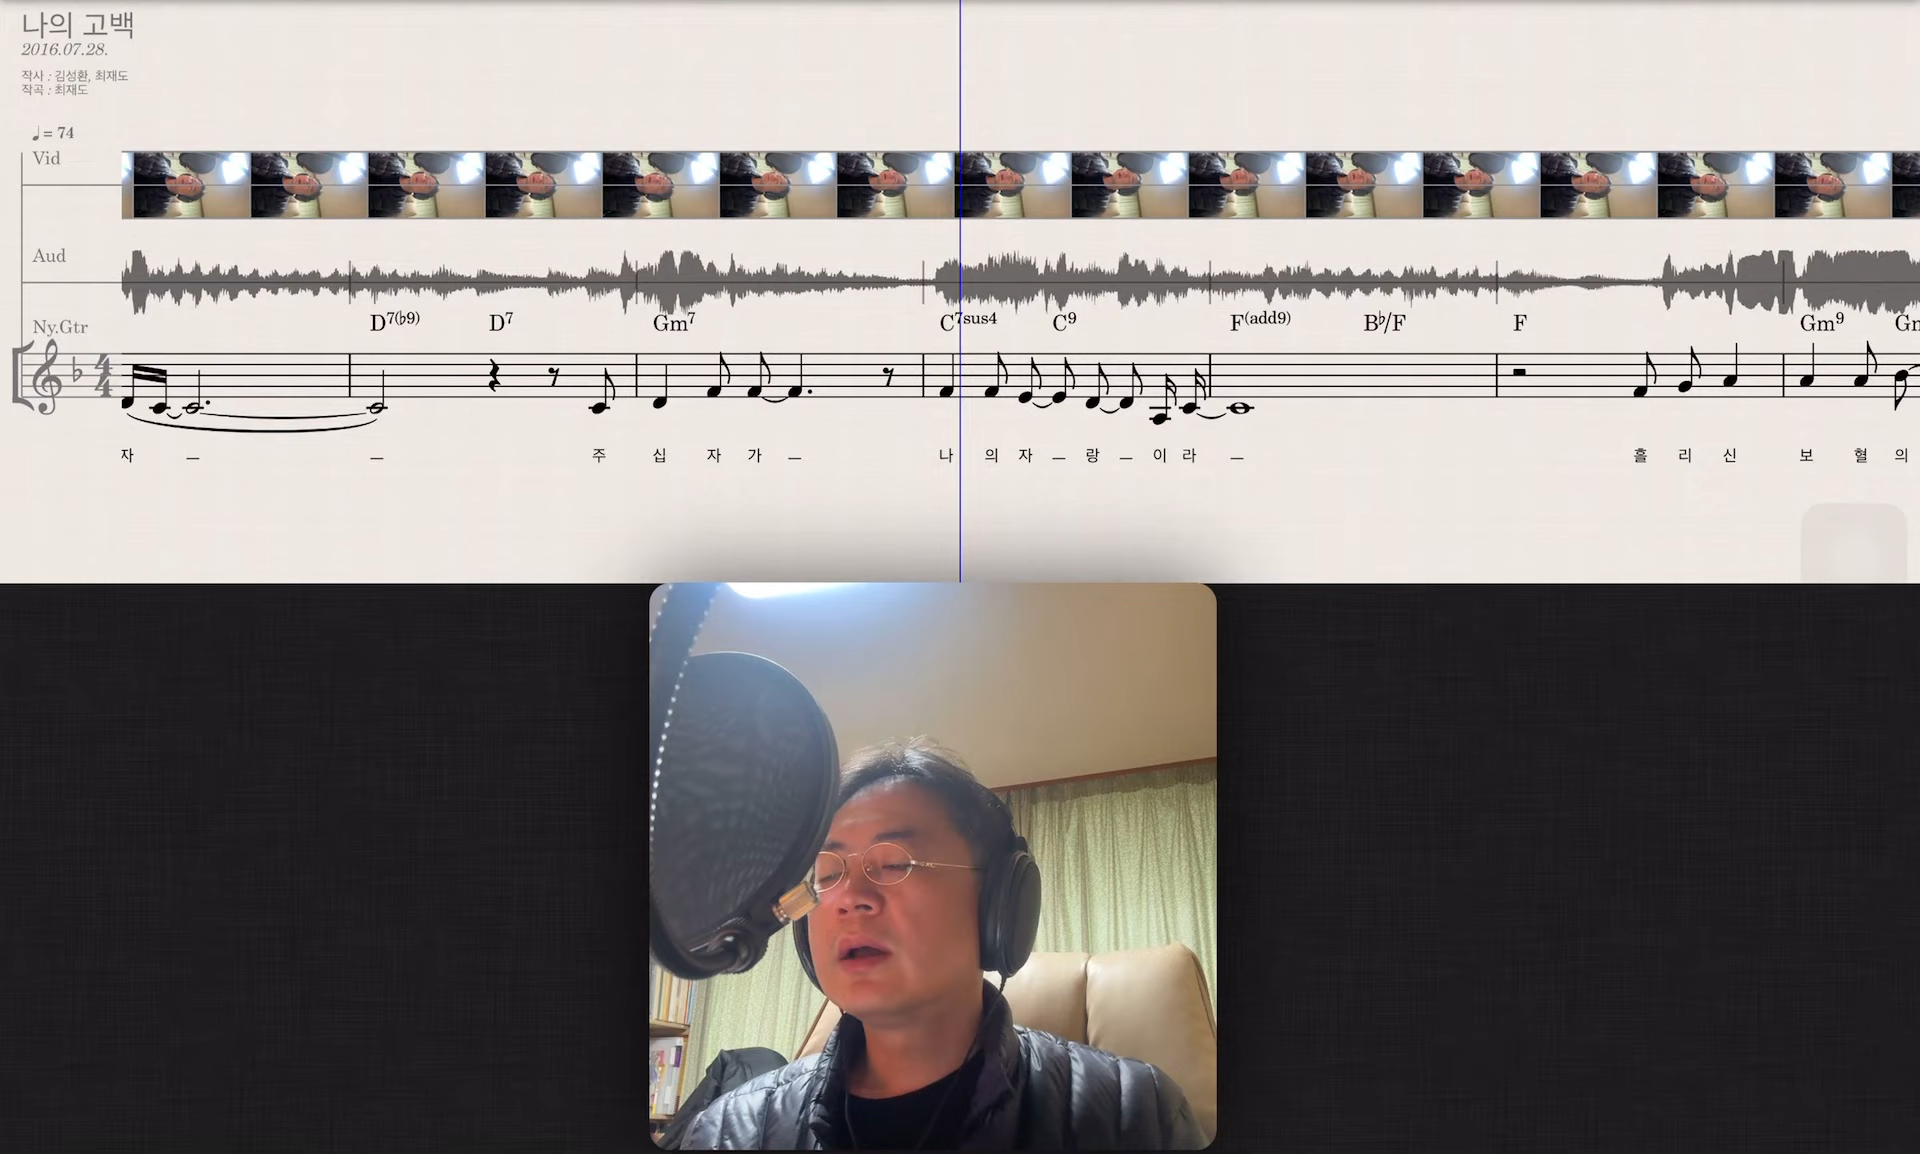 나의 고백
2016.07.28.
작사 : 김성환, 최재도
작곡 : 최재도
♩= 74
Vid
Aud
Ny.Gtr
D7(♭9) D7 Gm7 C7sus4 C9 F(add9) B♭/F F Gm9
4
4
자 – – 주 십 자 가 – 나 의 자 – 랑 – 이 라 – 흘 리 신 보 혈 의